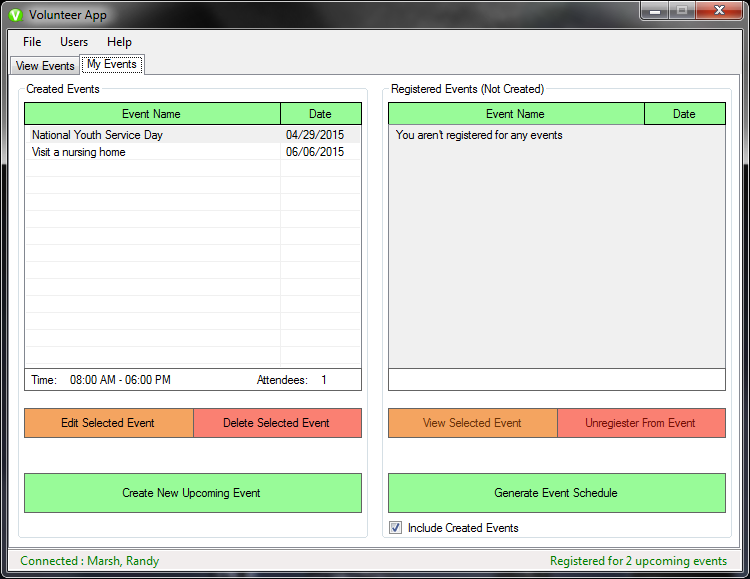 Volunteer App
File Users Help
View Events My Events
Created Events
Event Name Date
National Youth Service Day 04/29/2015
Visit a nursing home 06/06/2015
Time: 08:00 AM - 06:00 PM Attendees: 1
Edit Selected Event Delete Selected Event
Create New Upcoming Event
Registered Events (Not Created)
Event Name Date
You aren't registered for any events
View Selected Event Unregiester From Event
Generate Event Schedule
Include Created Events
Connected : Marsh, Randy
Registered for 2 upcoming events